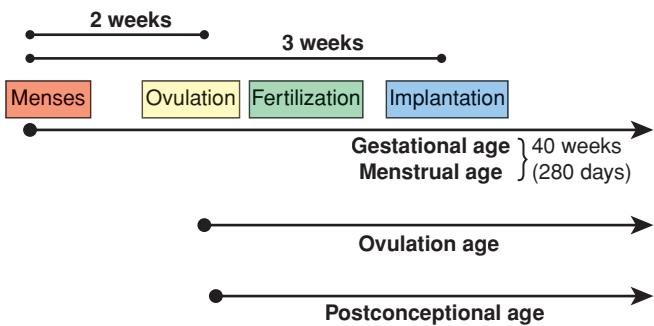 2 weeks
3 weeks
Menses Ovulation Fertilization Implantation
Gestational age } 40 weeks
Menstrual age (280 days)
Ovulation age
Postconceptional age